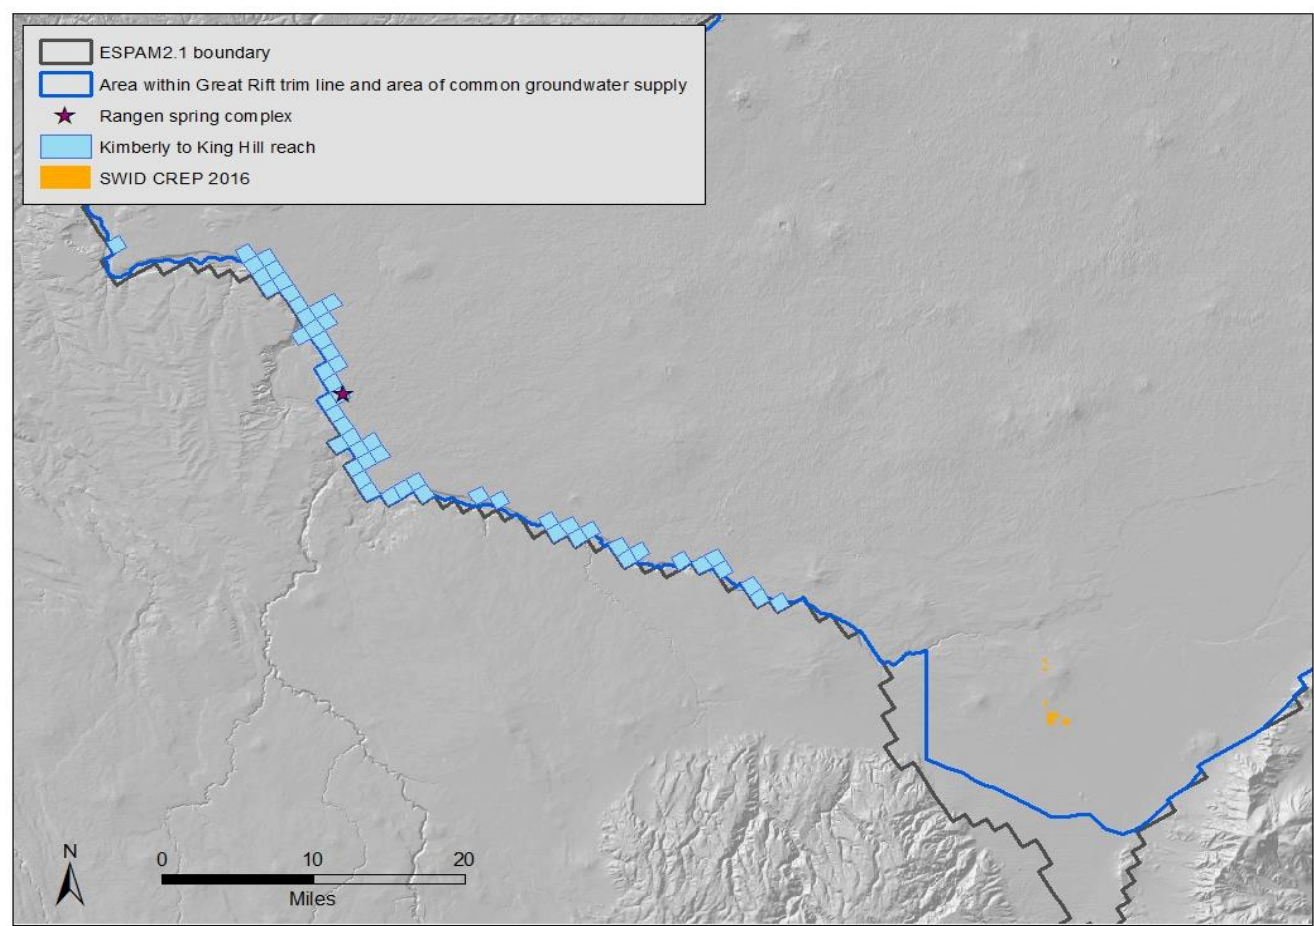 ESPAM2.1 boundary
Area within Great Rift trim line and area of common groundwater supply
Rangen spring complex
Kimberly to King Hill reach
SWID CREP 2016
N
0 10 20
Miles